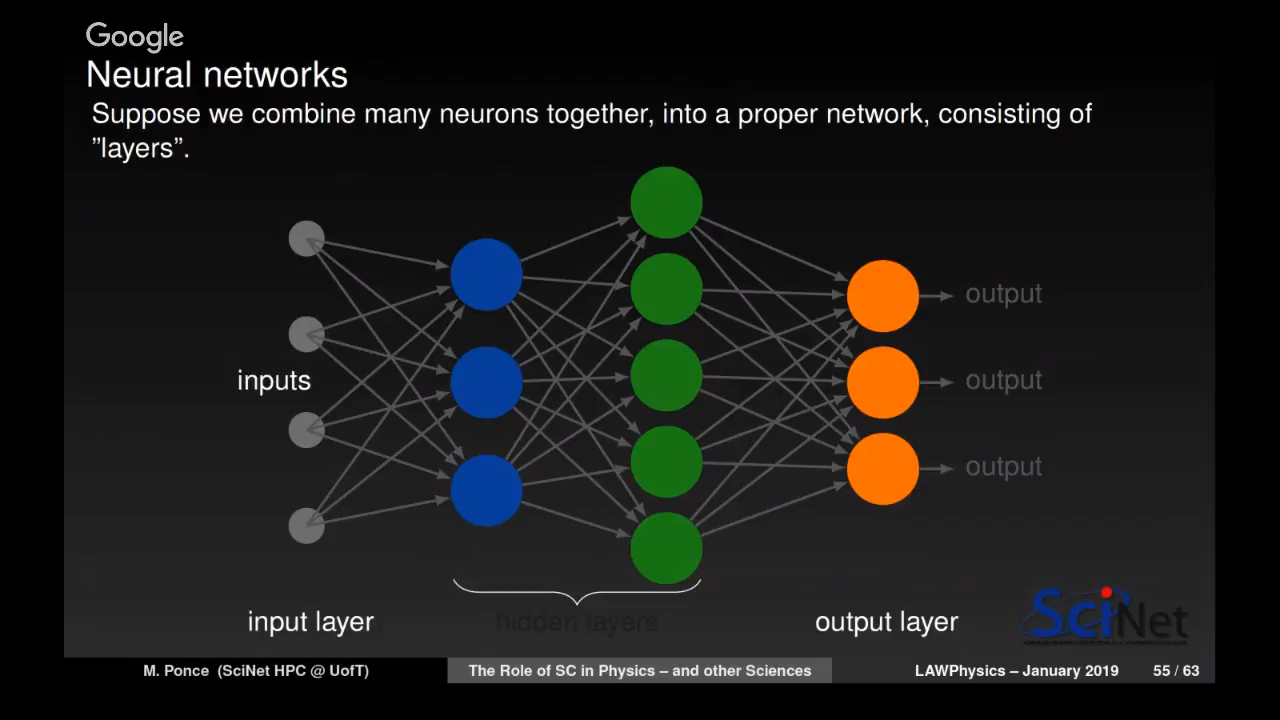 Google
Neural networks
Suppose we combine many neurons together, into a proper network, consisting of
”layers”.
output
inputs
output
output
input layer
hidden layers
output layer
SciNet
M. Ponce (SciNet HPC @ UofT)
The Role of SC in Physics – and other Sciences
LAWPhysics – January 2019
55 / 63